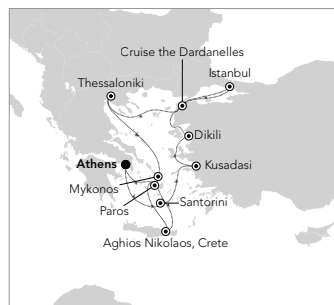 Cruise the Dardanelles
Istanbul
Thessaloniki
Dikili
Athens
Kusadasi
Mykonos
Paros
Santorini
Aghios Nikolaos, Crete